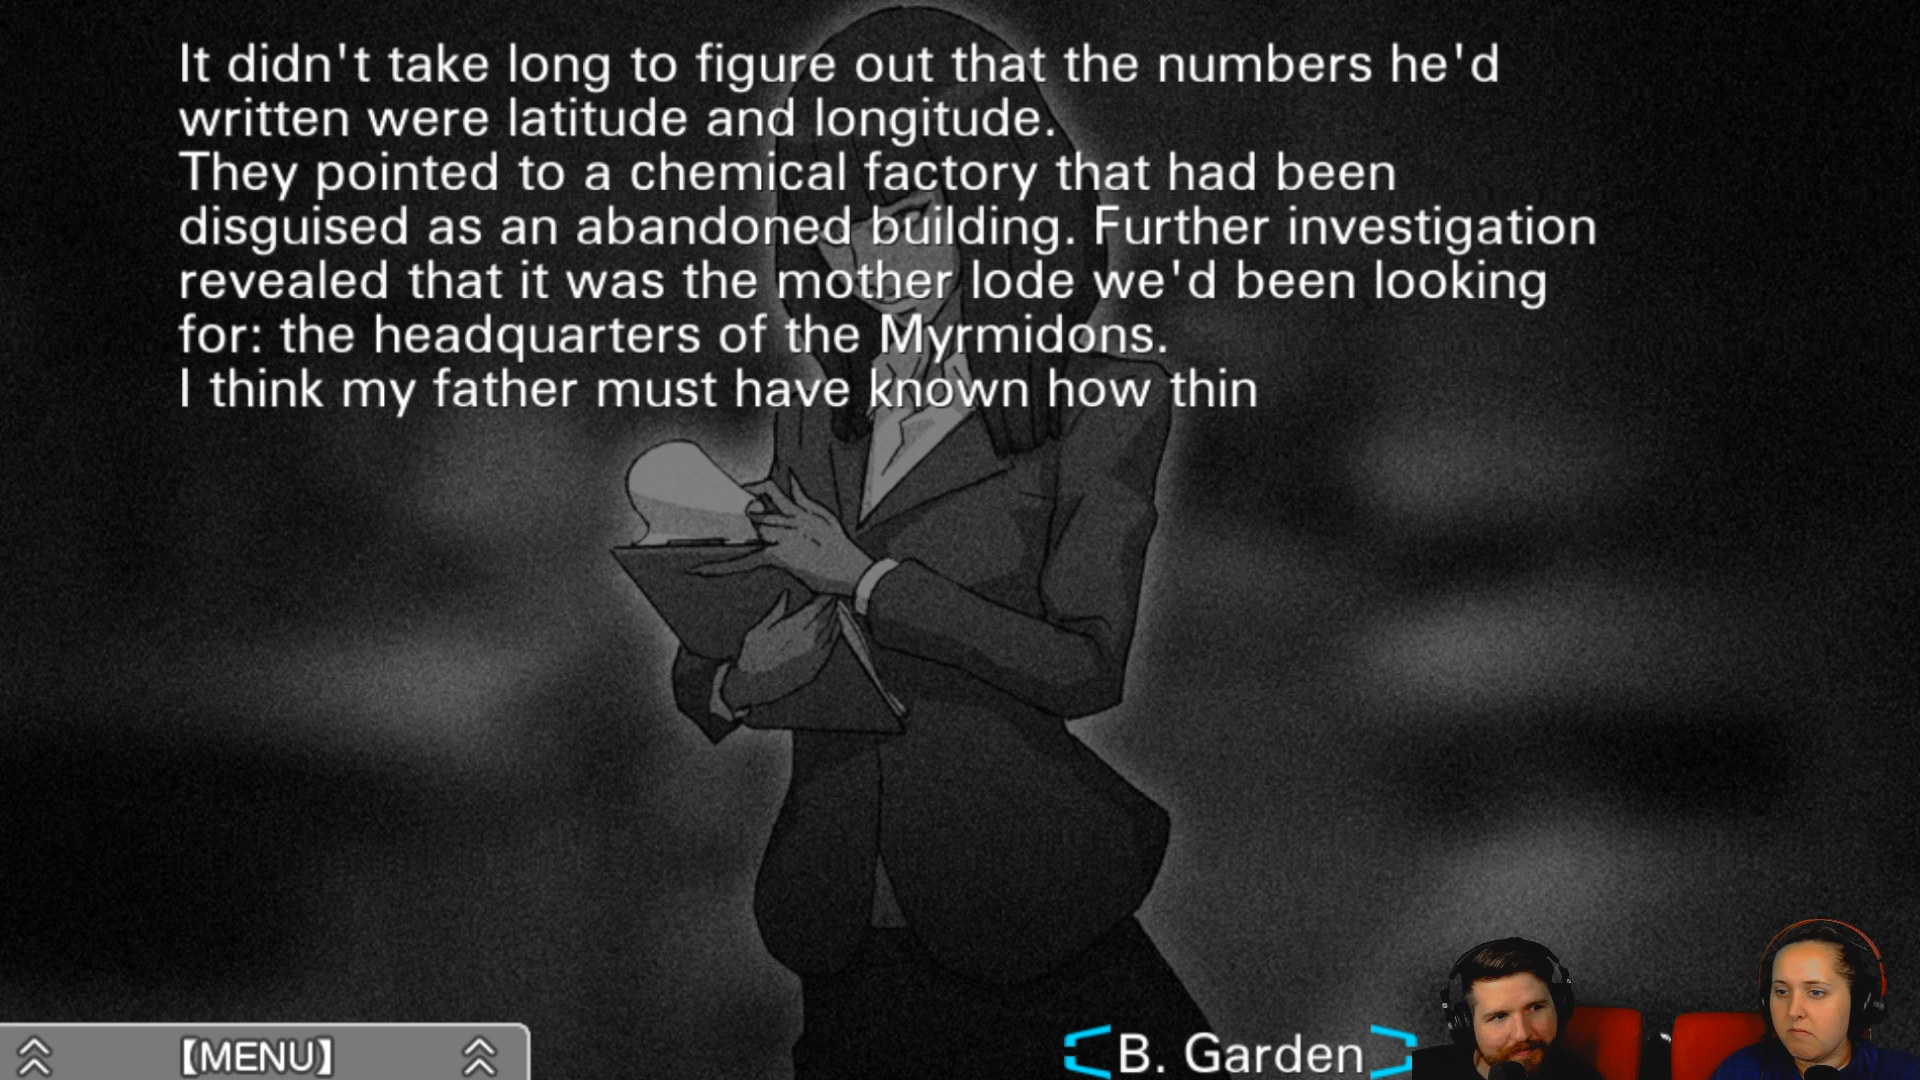 It didn't take long to figure out that the numbers he'd
written were latitude and longitude.
They pointed to a chemical factory that had been
disguised as an abandoned building. Further investigation
revealed that it was the mother lode we'd been looking
for: the headquarters of the Myrmidons.
I think my father must have known how thin
【MENU】
B. Garden